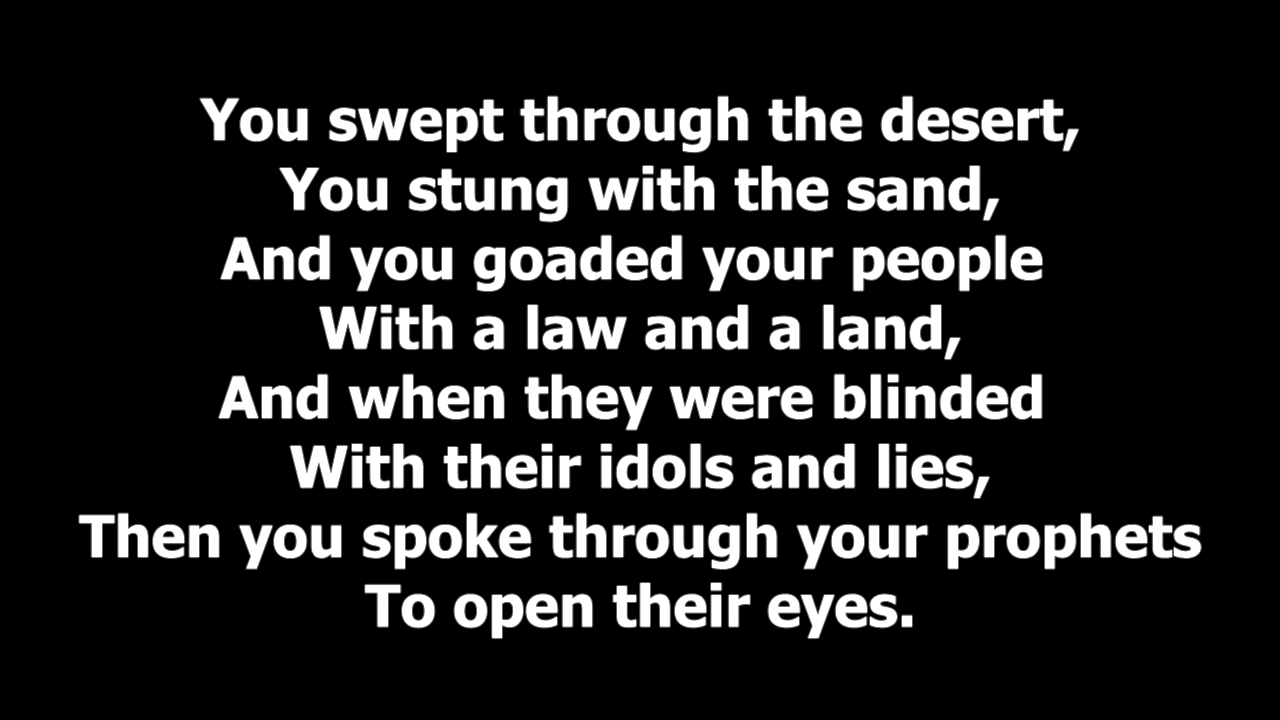 You swept through the desert,
You stung with the sand,
And you goaded your people
With a law and a land,
And when they were blinded
With their idols and lies,
Then you spoke through your prophets
To open their eyes.